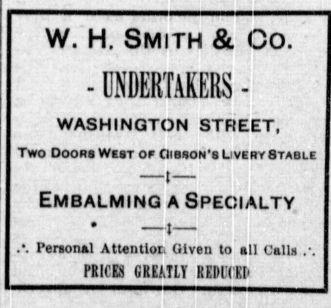 W. H. SMITH & CO.
- UNDERTAKERS -
WASHINGTON STREET,
TWO DOORS WEST OF GIBSON'S LIVERY STABLE
EMBALMING A SPECIALTY
.·. Personal Attention Given to all Calls .·.
PRICES GREATLY REDUCED